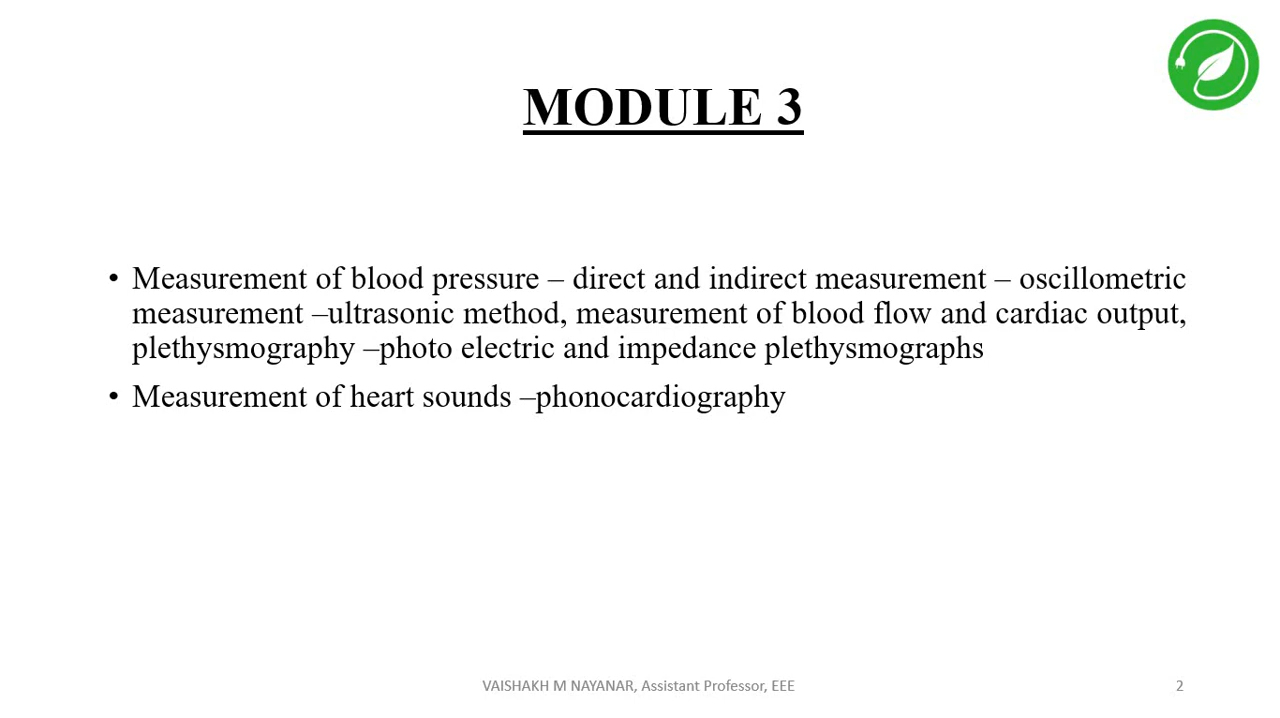 MODULE 3
• Measurement of blood pressure – direct and indirect measurement – oscillometric
measurement –ultrasonic method, measurement of blood flow and cardiac output,
plethysmography –photo electric and impedance plethysmographs
• Measurement of heart sounds –phonocardiography
VAISHAKH M NAYANAR, Assistant Professor, EEE
2